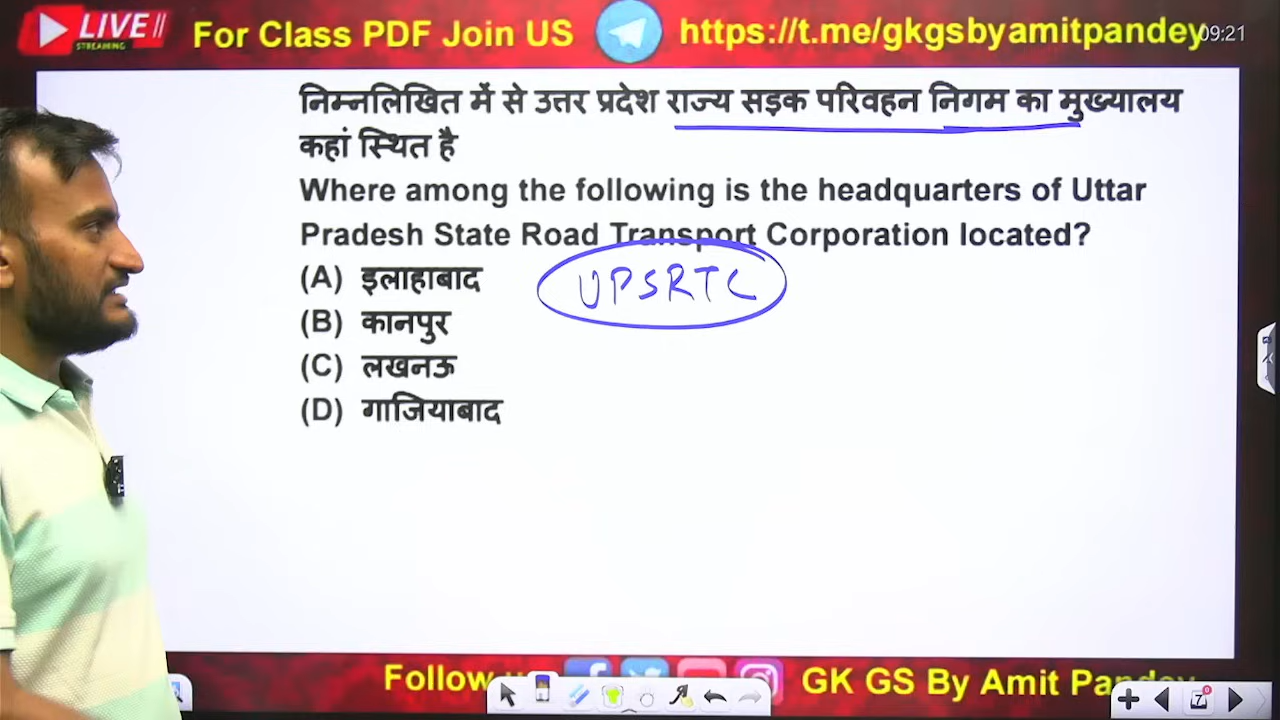 LIVE
STREAMING
For Class PDF Join US
https://t.me/gkgsbyamitpandey
09:21
निम्नलिखित में से उत्तर प्रदेश राज्य सड़क परिवहन निगम का मुख्यालय
कहां स्थित है
Where among the following is the headquarters of Uttar
Pradesh State Road Transport Corporation located?
(A) इलाहाबाद
UPSRTC
(B) कानपुर
(C) लखनऊ
(D) गाजियाबाद
Follow
GK GS By Amit Pandey